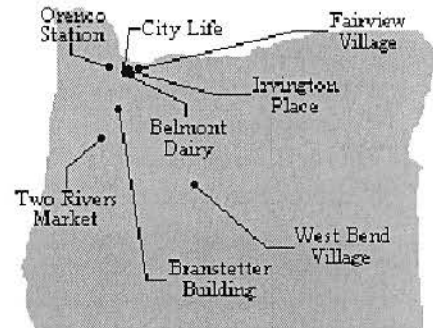 Orenco
Station
City Life
Fairview
Village
Irvington
Place
Belmont
Dairy
Two Rivers
Market
West Bend
Village
Branstetter
Building